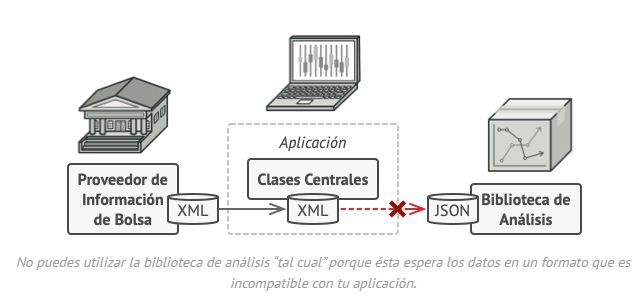 Aplicación
Proveedor de
Información
de Bolsa
XML
Clases Centrales
XML
JSON
Biblioteca de
Análisis
No puedes utilizar la biblioteca de análisis “tal cual” porque ésta espera los datos en un formato que es
incompatible con tu aplicación.